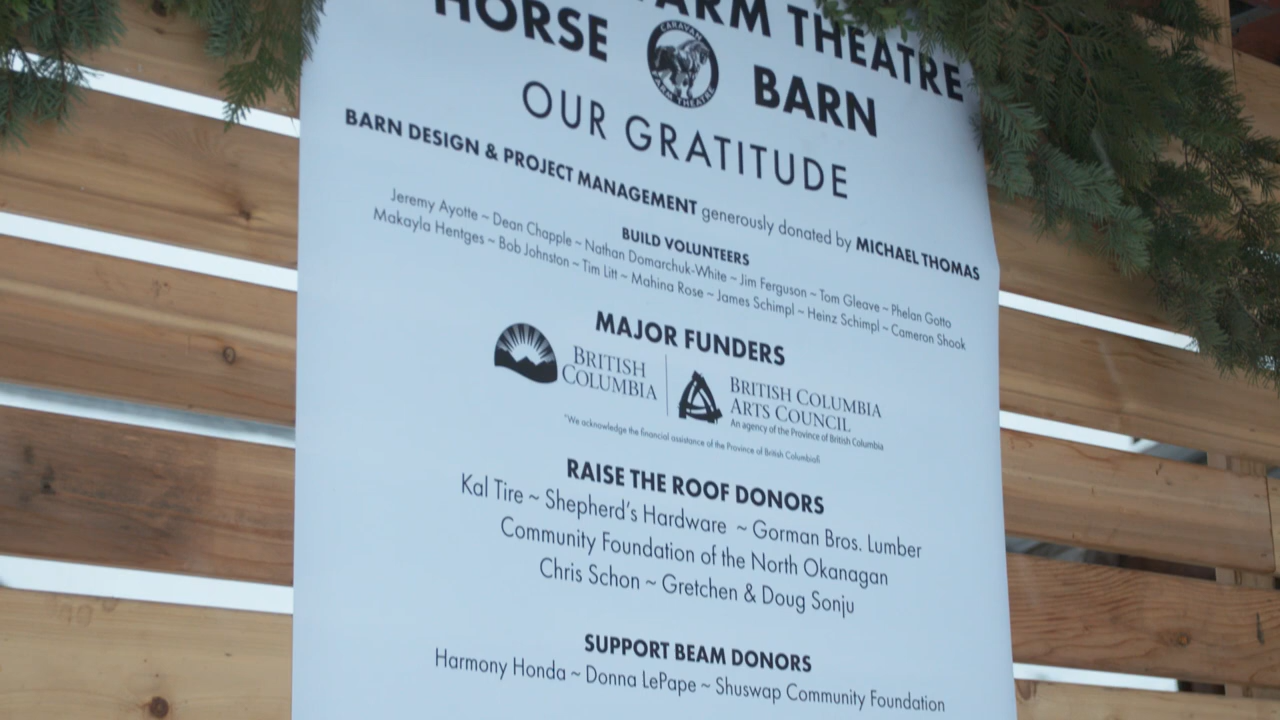 FARM THEATRE
HORSE BARN
CARAVAN
FARM THEATRE
OUR GRATITUDE
BARN DESIGN & PROJECT MANAGEMENT generously donated by MICHAEL THOMAS
BUILD VOLUNTEERS
Jeremy Ayotte ~ Dean Chapple ~ Nathan Domarchuk-White ~ Jim Ferguson ~ Tom Gleave ~ Phelan Gotto
Makayla Hentges ~ Bob Johnston ~ Tim Litt ~ Mahina Rose ~ James Schimpl ~ Heinz Schimpl ~ Cameron Shook
MAJOR FUNDERS
BRITISH
COLUMBIA
BRITISH COLUMBIA
ARTS COUNCIL
An agency of the Province of British Columbia
"We acknowledge the financial assistance of the Province of British Columbia
RAISE THE ROOF DONORS
Kal Tire ~ Shepherd's Hardware ~ Gorman Bros. Lumber
Community Foundation of the North Okanagan
Chris Schon ~ Gretchen & Doug Sonju
SUPPORT BEAM DONORS
Harmony Honda ~ Donna LePape ~ Shuswap Community Foundation